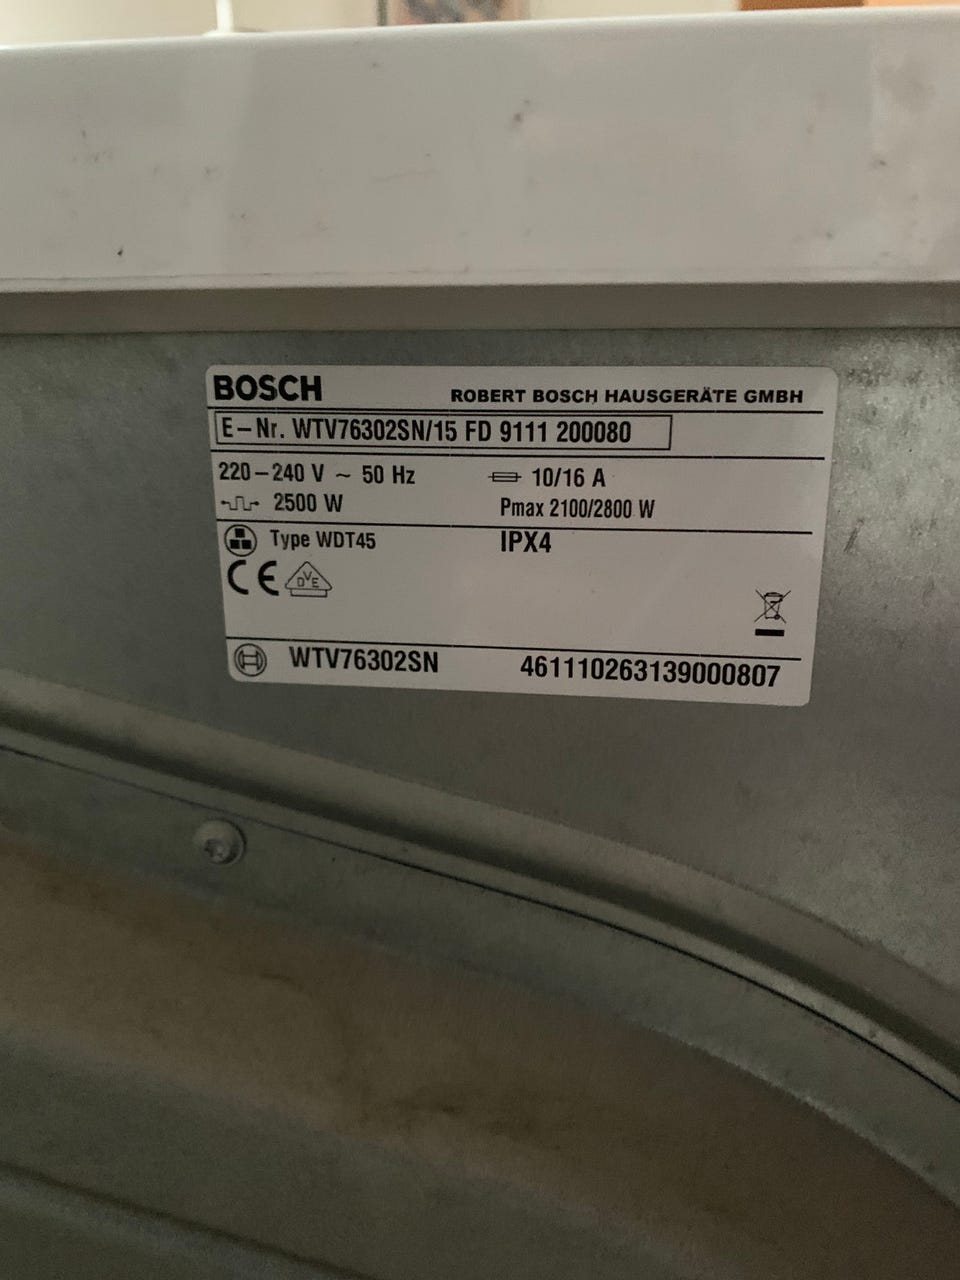 BOSCH ROBERT BOSCH HAUSGERÄTE GMBH
E-Nr. WTV76302SN/15 FD 9111 200080
220-240 V ~ 50 Hz 10/16 A
2500 W Pmax 2100/2800 W
Type WDT45 IPX4
CE DVE
WTV76302SN 461110263139000807